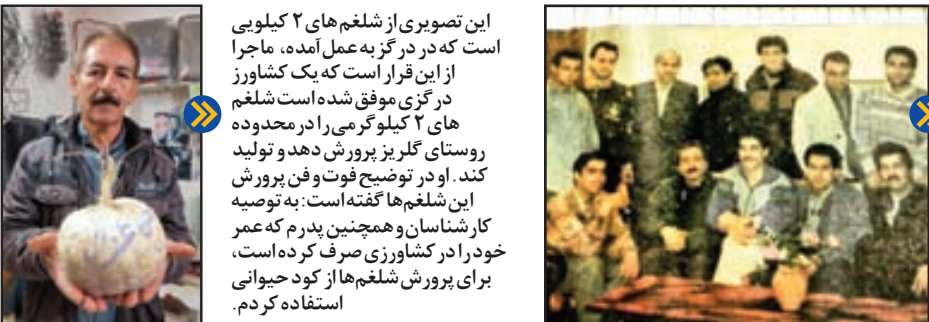 این تصویری از شلغم های ۲ کیلویی
است که در درگز به عمل آمده، ماجرا
از این قرار است که یک کشاورز
درگزی موفق شده است شلغم
های ۲ کیلوگرمی را در محدوده
روستای گلریز پرورش دهد و تولید
کند. او در توضیح فوت و فن پرورش
این شلغم‌ها گفته است: به توصیه
کارشناسان و همچنین پدرم که عمر
خود را در کشاورزی صرف کرده است،
برای پرورش شلغم‌ها از کود حیوانی
استفاده کردم.